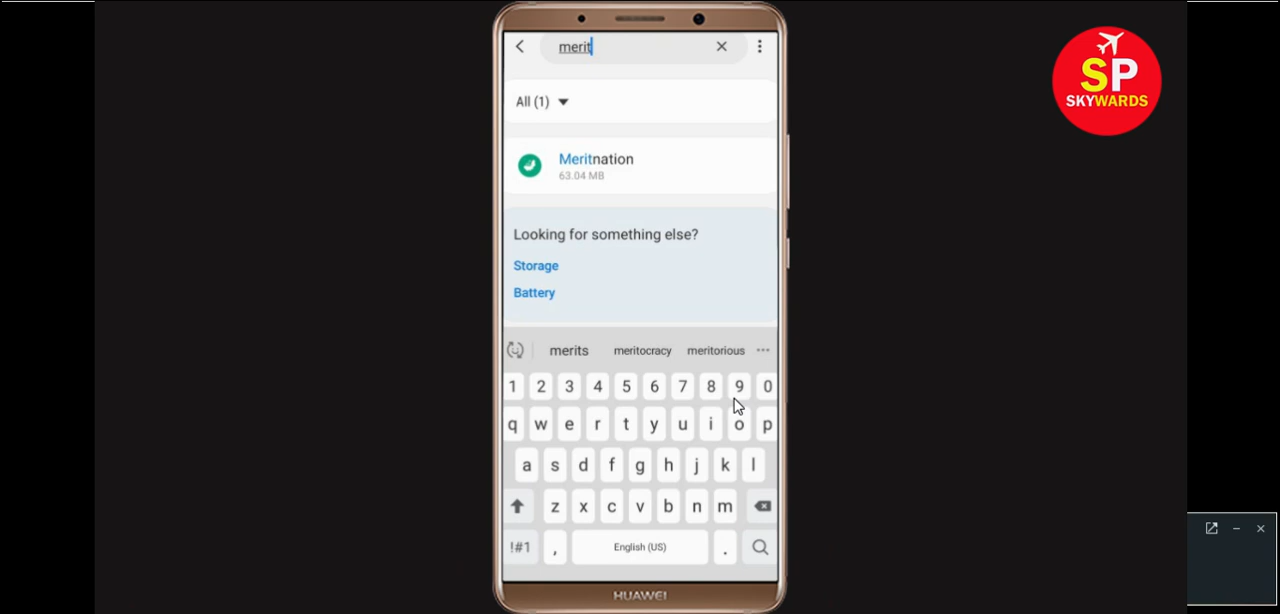 merit
SP
SKYWARDS
All (1)
Meritnation
63.04 MB
Looking for something else?
Storage
Battery
merits meritocracy meritorious ...
1 2 3 4 5 6 7 8 9 0
q w e r t y u i o p
a s d f g h j k l
z x c v b n m
!#1 , English (US) .
HUAWEI